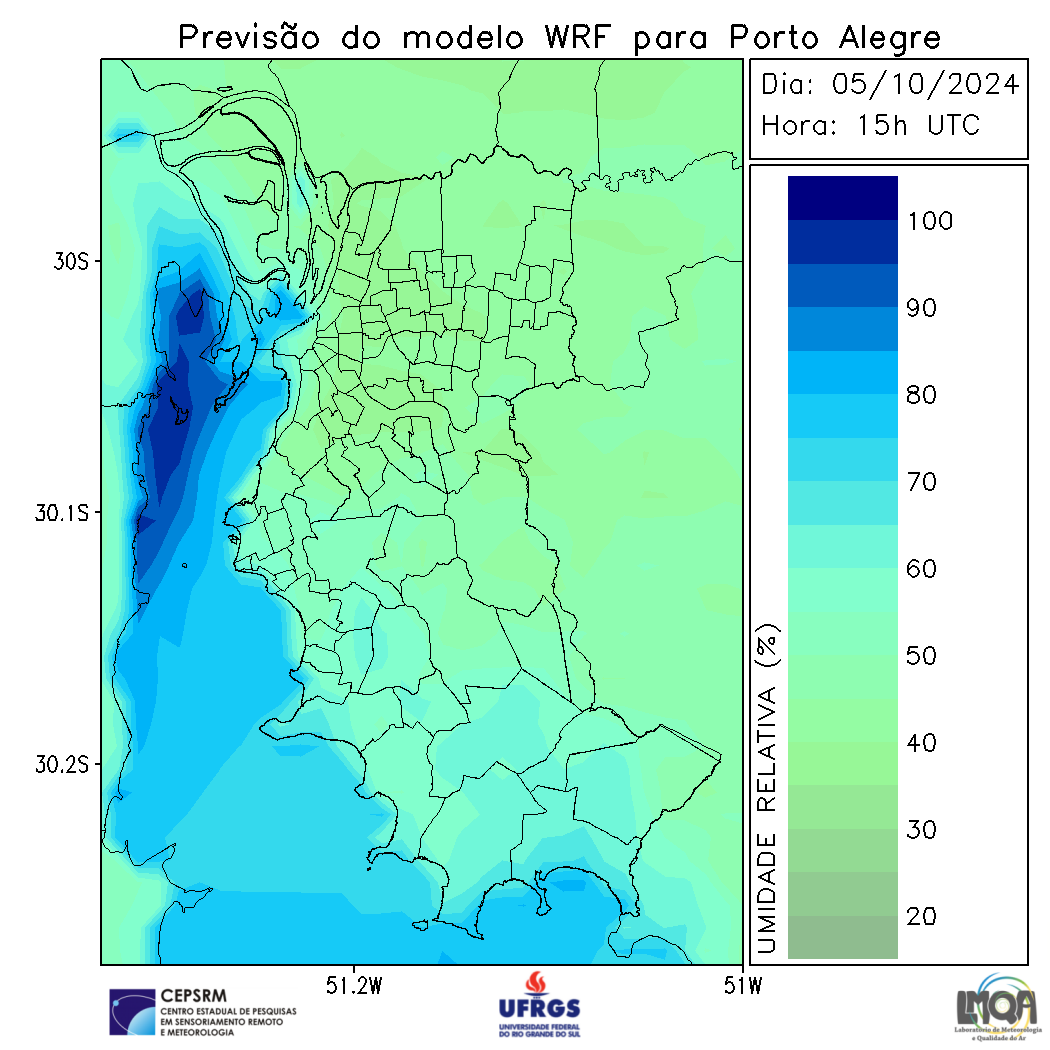 Previsão do modelo WRF para Porto Alegre
Dia: 05/10/2024
Hora: 15h UTC
30S
30.1S
30.2S
51.2W
51W
UMIDADE RELATIVA (%)
100
90
80
70
60
50
40
30
20
CEPSRM
CENTRO ESTADUAL DE PESQUISAS
EM SENSORIAMENTO REMOTO
E METEOROLOGIA
UFRGS
UNIVERSIDADE FEDERAL
DO RIO GRANDE DO SUL
LMQA
Laboratório de Meteorologia
e Qualidade do Ar